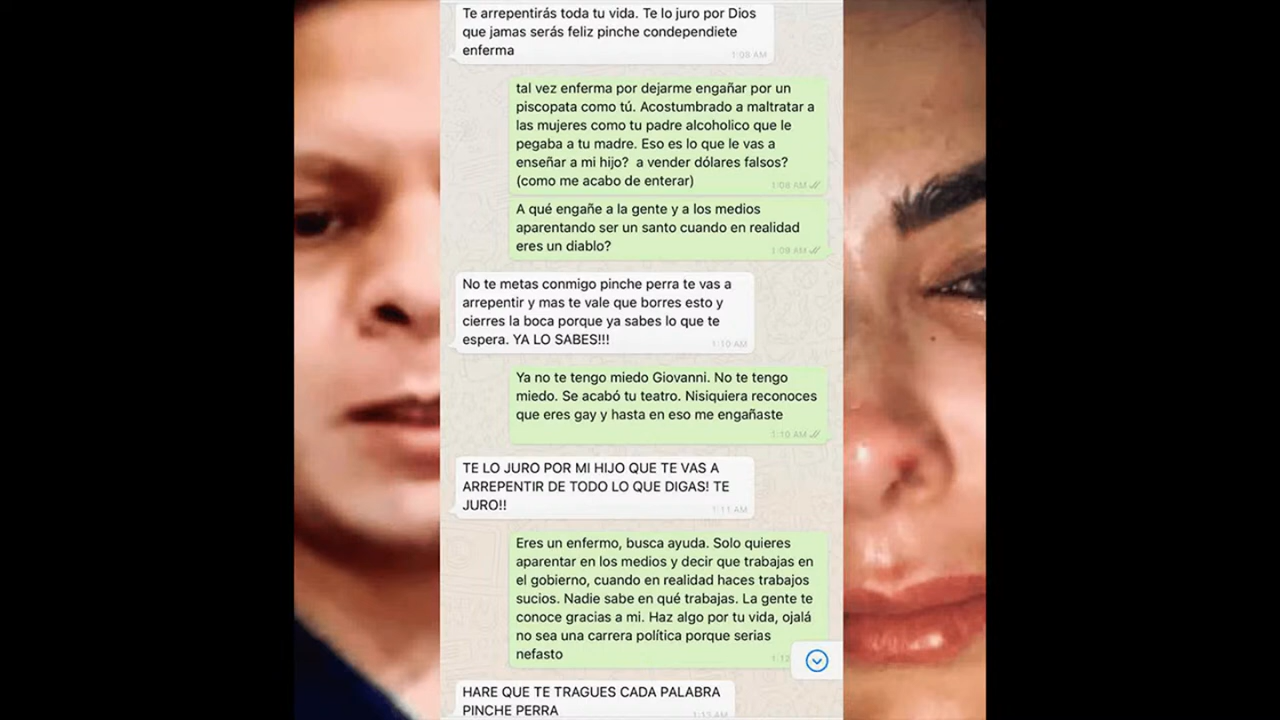 Te arrepentirás toda tu vida. Te lo juro por Dios
que jamas serás feliz pinche condependiete
enferma
1:08 AM
tal vez enferma por dejarme engañar por un
piscopata como tú. Acostumbrado a maltratar a
las mujeres como tu padre alcoholico que le
pegaba a tu madre. Eso es lo que le vas a
enseñar a mi hijo? a vender dólares falsos?
(como me acabo de enterar)
1:08 AM
A qué engañe a la gente y a los medios
aparentando ser un santo cuando en realidad
eres un diablo?
1:08 AM
No te metas conmigo pinche perra te vas a
arrepentir y mas te vale que borres esto y
cierres la boca porque ya sabes lo que te
espera. YA LO SABES!!!
1:10 AM
Ya no te tengo miedo Giovanni. No te tengo
miedo. Se acabó tu teatro. Nisiquiera reconoces
que eres gay y hasta en eso me engañaste
1:10 AM
TE LO JURO POR MI HIJO QUE TE VAS A
ARREPENTIR DE TODO LO QUE DIGAS! TE
JURO!!
1:11 AM
Eres un enfermo, busca ayuda. Solo quieres
aparentar en los medios y decir que trabajas en
el gobierno, cuando en realidad haces trabajos
sucios. Nadie sabe en qué trabajas. La gente te
conoce gracias a mi. Haz algo por tu vida, ojalá
no sea una carrera política porque serias
nefasto
1:12
HARE QUE TE TRAGUES CADA PALABRA
PINCHE PERRA
1:13 AM